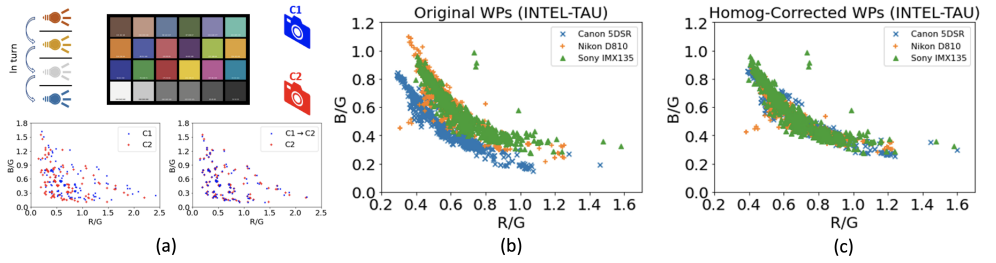 In turn
C1
C2
B/G
1.8
1.5
1.2
0.9
0.6
0.3
0.0
0.0 0.5 1.0 1.5 2.0 2.5
R/G
C1
C2
B/G
1.8
1.5
1.2
0.9
0.6
0.3
0.0
0.0 0.5 1.0 1.5 2.0 2.5
R/G
C1 → C2
C2
(a)
Original WPs (INTEL-TAU)
B/G
1.2
1.0
0.8
0.6
0.4
0.2
0.0
0.2 0.4 0.6 0.8 1.0 1.2 1.4 1.6
R/G
Canon 5DSR
Nikon D810
Sony IMX135
(b)
Homog-Corrected WPs (INTEL-TAU)
B/G
1.2
1.0
0.8
0.6
0.4
0.2
0.0
0.2 0.4 0.6 0.8 1.0 1.2 1.4 1.6
R/G
Canon 5DSR
Nikon D810
Sony IMX135
(c)